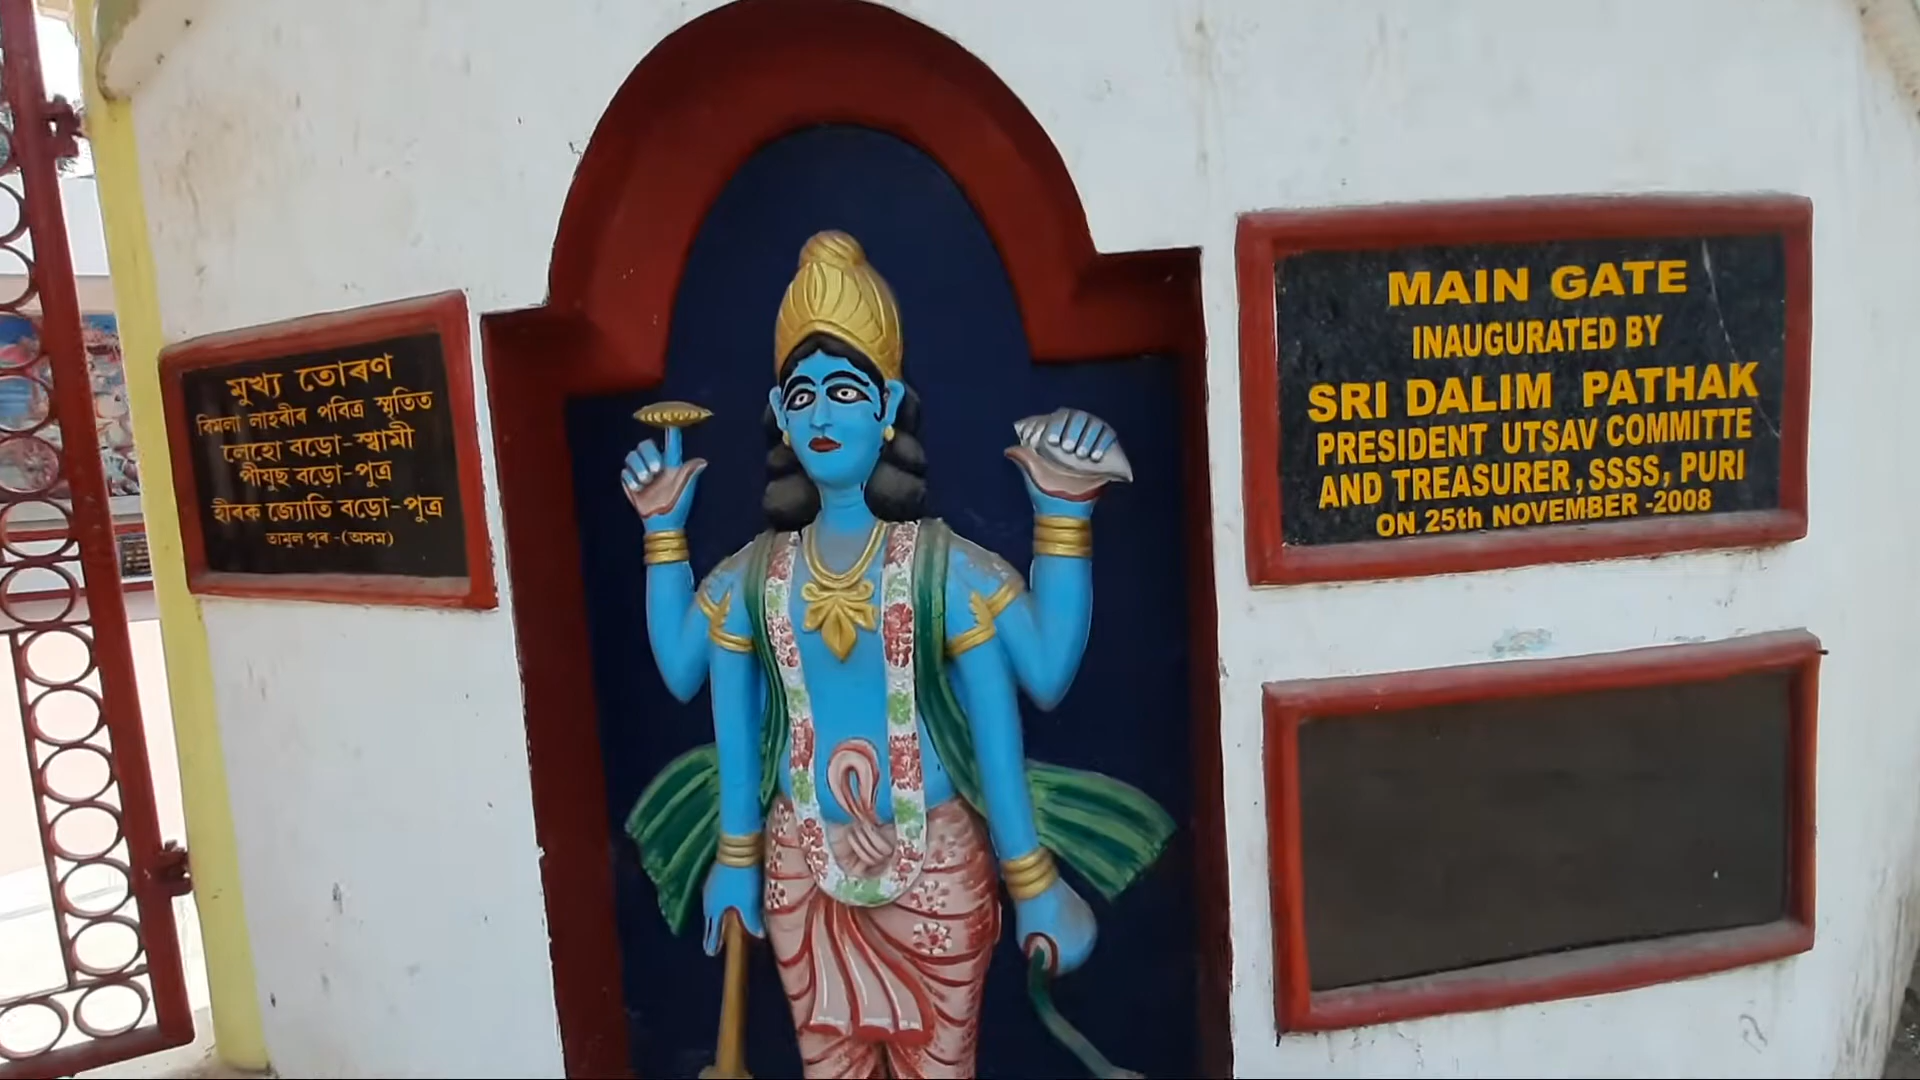 মুখ্য তোৰণ
বিমলা লাহৰীৰ পবিত্ৰ স্মৃতিত
লেহো বড়ো-স্বামী
পীযুছ বড়ো-পুত্ৰ
হীৰক জ্যোতি বড়ো-পুত্ৰ
তামুল পুৰ -(অসম)
MAIN GATE
INAUGURATED BY
SRI DALIM PATHAK
PRESIDENT UTSAV COMMITTE
AND TREASURER, SSSS, PURI
ON. 25th NOVEMBER -2008